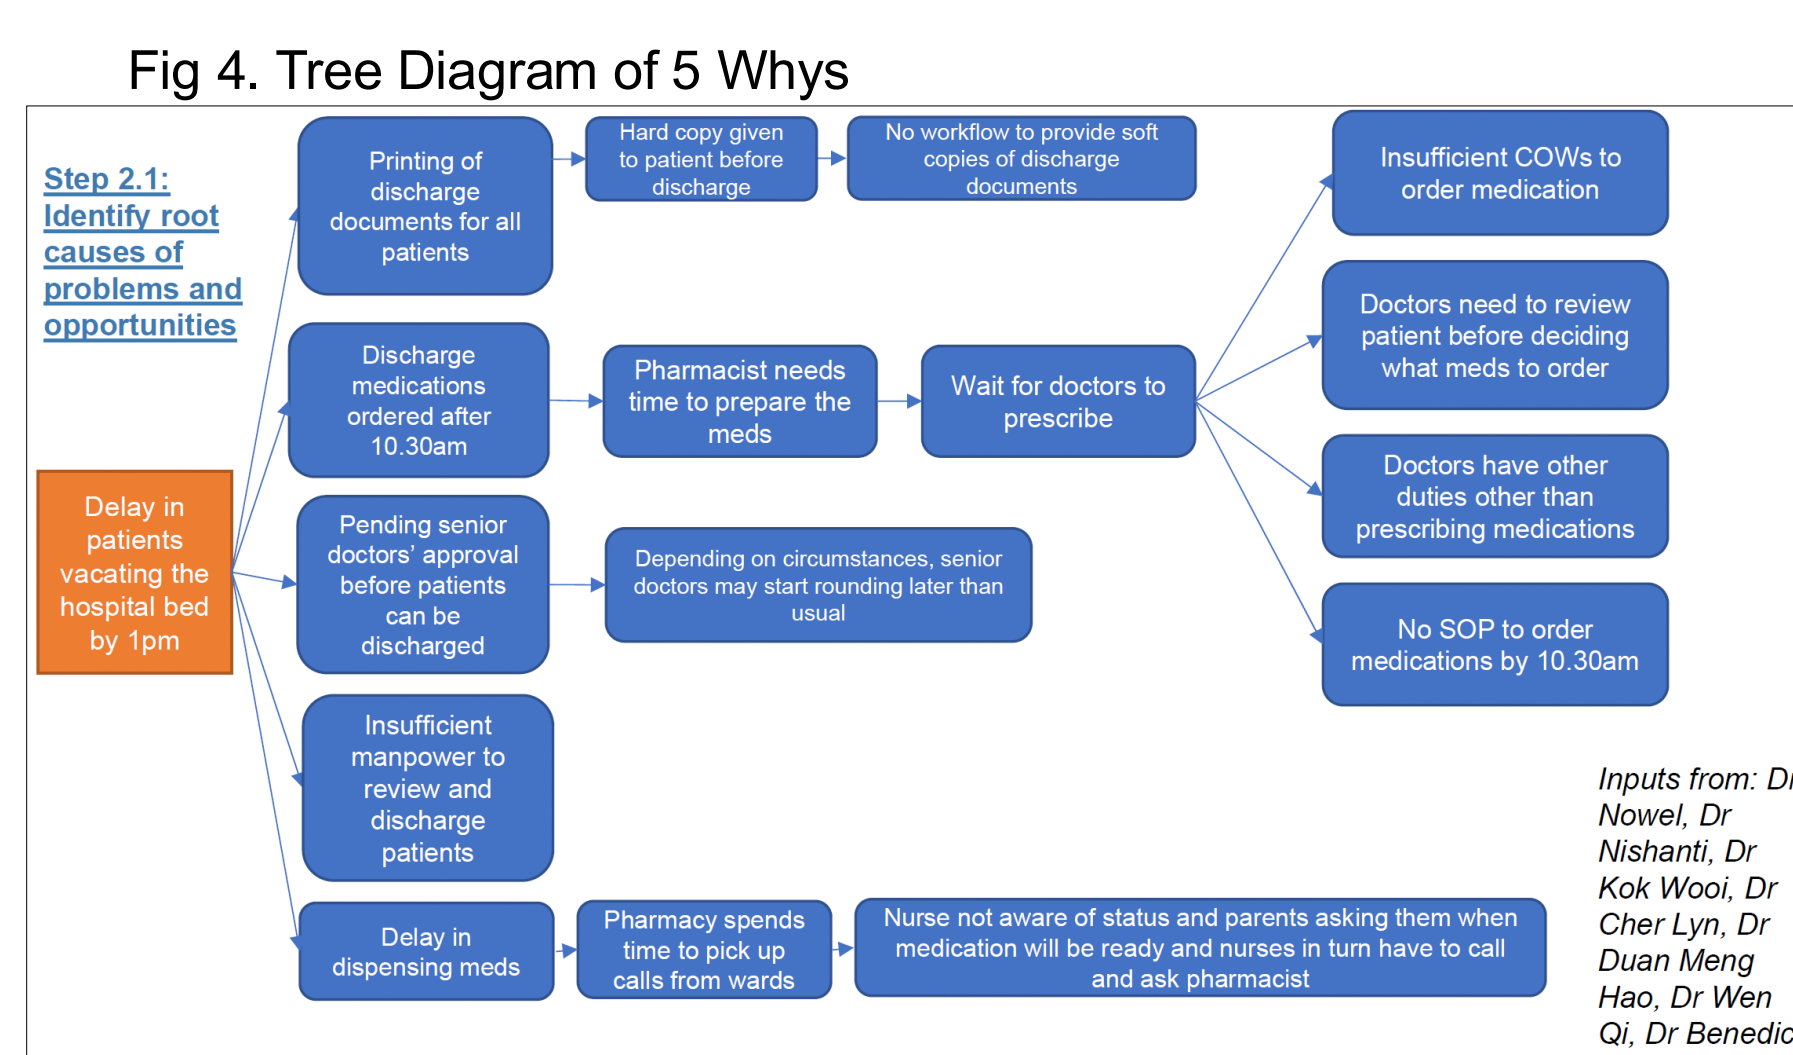 Fig 4. Tree Diagram of 5 Whys
Step 2.1:
Identify root
causes of
problems and
opportunities
Delay in
patients
vacating the
hospital bed
by 1pm
Printing of
discharge
documents for all
patients
Hard copy given
to patient before
discharge
No workflow to provide soft
copies of discharge
documents
Discharge
medications
ordered after
10.30am
Pharmacist needs
time to prepare the
meds
Wait for doctors to
prescribe
Insufficient COWs to
order medication
Doctors need to review
patient before deciding
what meds to order
Doctors have other
duties other than
prescribing medications
No SOP to order
medications by 10.30am
Pending senior
doctors’ approval
before patients
can be
discharged
Depending on circumstances, senior
doctors may start rounding later than
usual
Insufficient
manpower to
review and
discharge
patients
Delay in
dispensing meds
Pharmacy spends
time to pick up
calls from wards
Nurse not aware of status and parents asking them when
medication will be ready and nurses in turn have to call
and ask pharmacist
Inputs from: Dr
Nowel, Dr
Nishanti, Dr
Kok Wooi, Dr
Cher Lyn, Dr
Duan Meng
Hao, Dr Wen
Qi, Dr Benedic